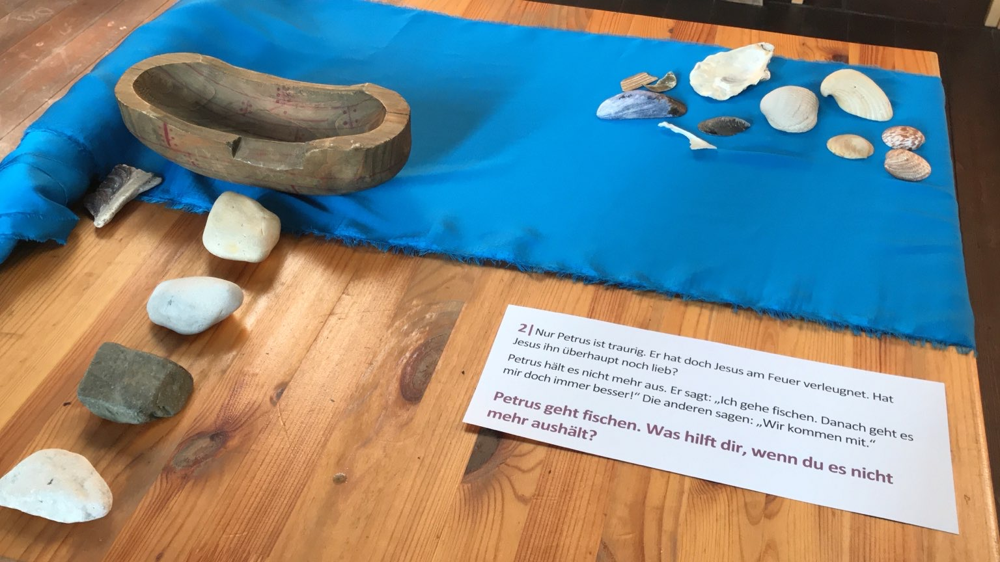 2| Nur Petrus ist traurig. Er hat doch Jesus am Feuer verleugnet. Hat
Jesus ihn überhaupt noch lieb?
Petrus hält es nicht mehr aus. Er sagt: „Ich gehe fischen. Danach geht es
mir doch immer besser!“ Die anderen sagen: „Wir kommen mit.“
Petrus geht fischen. Was hilft dir, wenn du es nicht
mehr aushält?